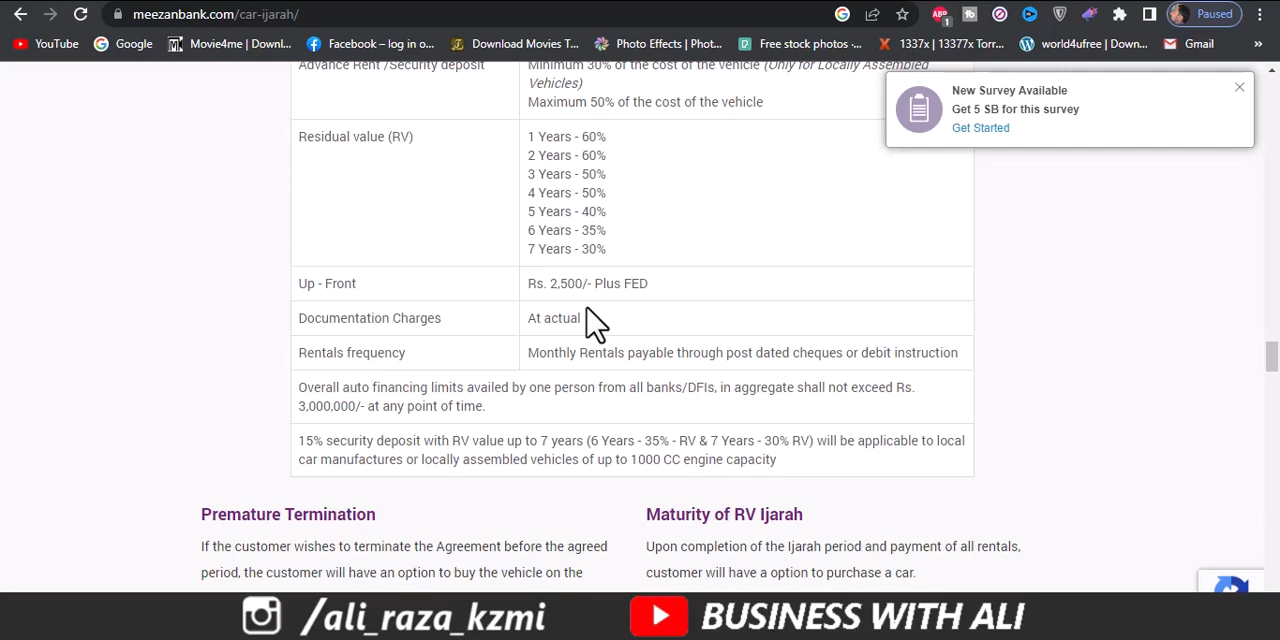 meezanbank.com/car-ijarah/
Paused
YouTube
Google
Movie4me | Downl...
Facebook – log in o...
Download Movies T...
Photo Effects | Phot...
Free stock photos -...
1337x | 13377x Torr...
world4ufree | Down...
Gmail
»
New Survey Available
Get 5 SB for this survey
Get Started
Advance Rent /Security deposit
Minimum 30% of the cost of the vehicle (Only for Locally Assembled
Vehicles)
Maximum 50% of the cost of the vehicle
Residual value (RV)
1 Years - 60%
2 Years - 60%
3 Years - 50%
4 Years - 50%
5 Years - 40%
6 Years - 35%
7 Years - 30%
Up - Front
Rs. 2,500/- Plus FED
Documentation Charges
At actual
Rentals frequency
Monthly Rentals payable through post dated cheques or debit instruction
Overall auto financing limits availed by one person from all banks/DFIs, in aggregate shall not exceed Rs.
3,000,000/- at any point of time.
15% security deposit with RV value up to 7 years (6 Years - 35% - RV & 7 Years - 30% RV) will be applicable to local
car manufactures or locally assembled vehicles of up to 1000 CC engine capacity
Premature Termination
If the customer wishes to terminate the Agreement before the agreed
period, the customer will have an option to buy the vehicle on the
Maturity of RV Ijarah
Upon completion of the Ijarah period and payment of all rentals,
customer will have a option to purchase a car.
/ali_raza_kzmi
BUSINESS WITH ALI